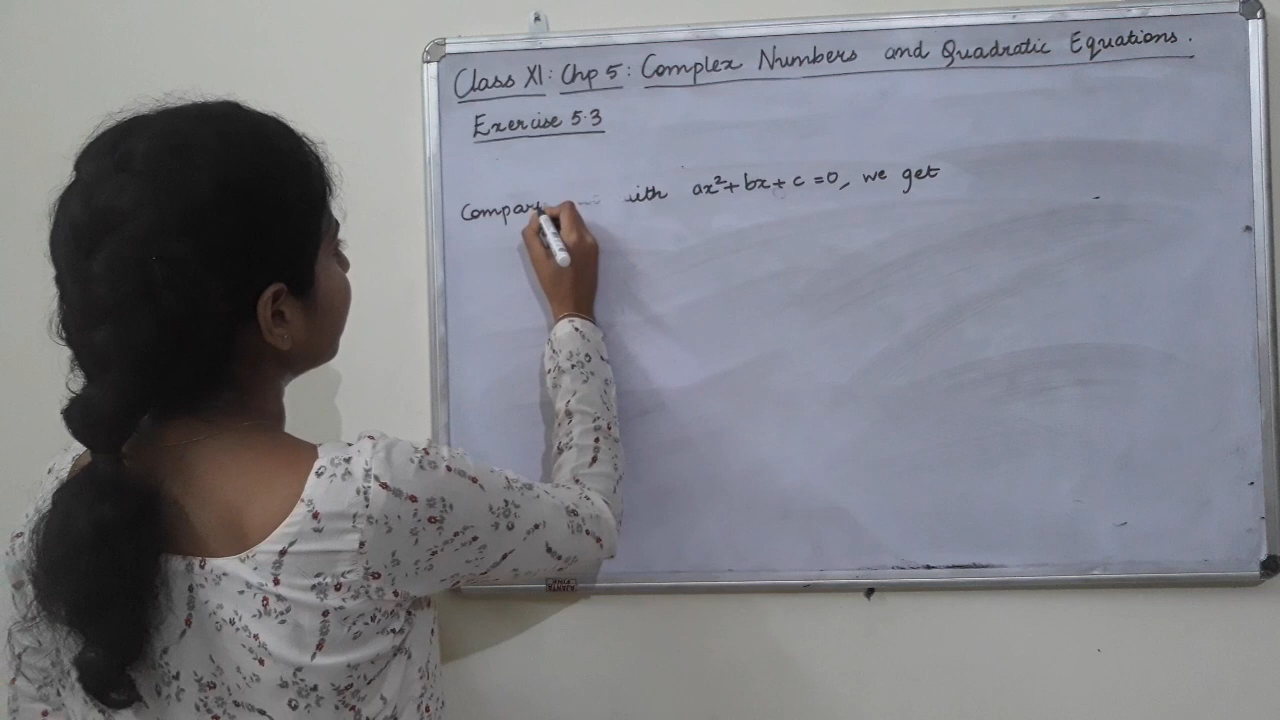 Class XI: Chp 5: Complex Numbers and Quadratic Equations.
Exercise 5.3
Compar with ax²+bx+c=0, we get
AJANTA